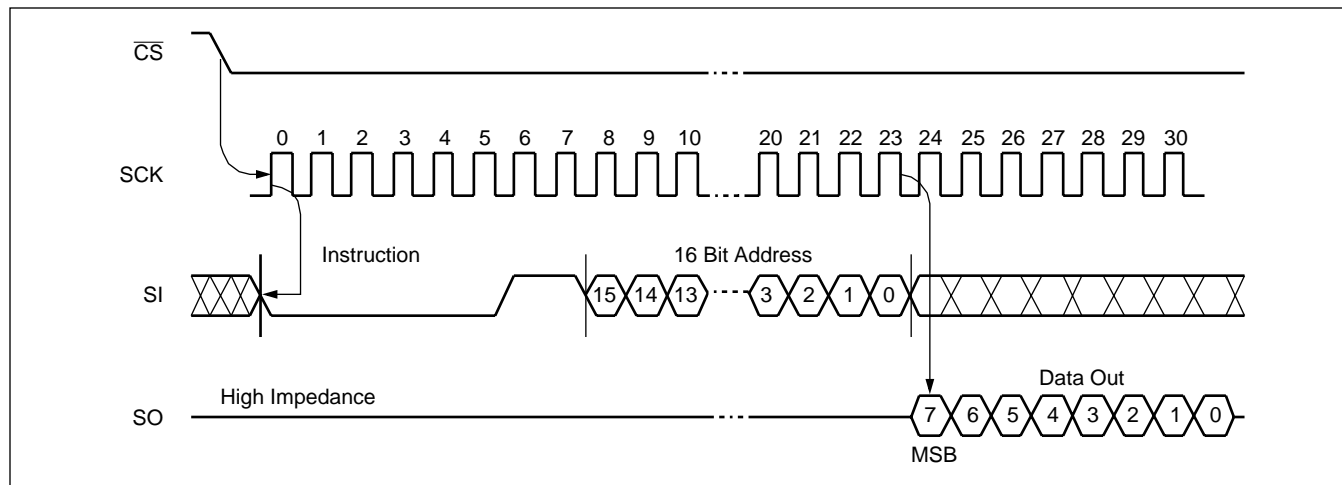 CS
0 1 2 3 4 5 6 7 8 9 10 20 21 22 23 24 25 26 27 28 29 30
SCK
Instruction 16 Bit Address
SI 15 14 13 3 2 1 0
High Impedance Data Out
SO 7 6 5 4 3 2 1 0
MSB